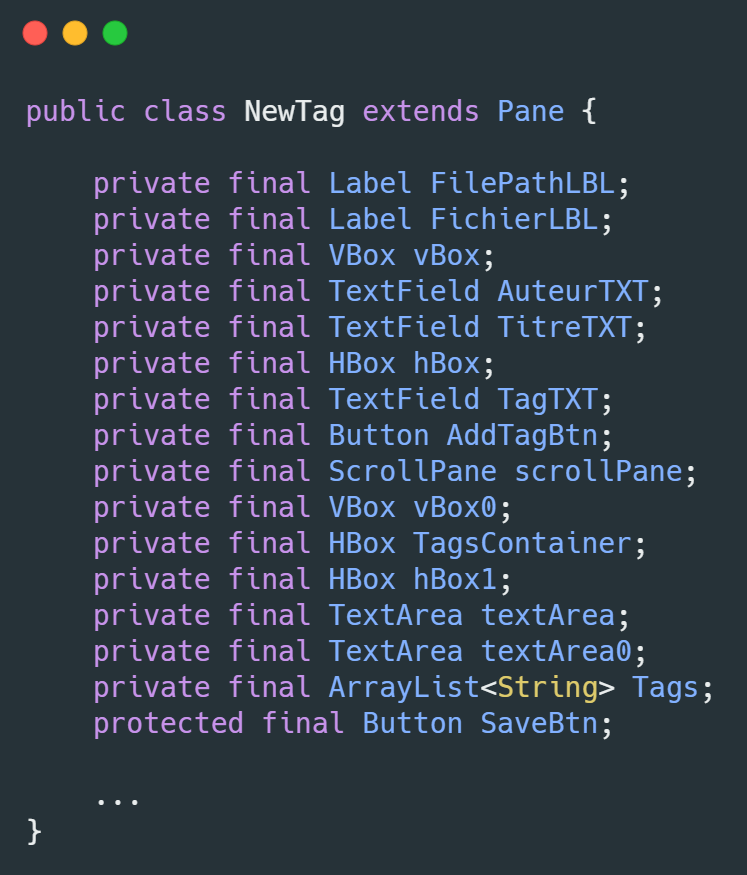 public class NewTag extends Pane {
private final Label FilePathLBL;
private final Label FichierLBL;
private final VBox vBox;
private final TextField AuteurTXT;
private final TextField TitreTXT;
private final HBox hBox;
private final TextField TagTXT;
private final Button AddTagBtn;
private final ScrollPane scrollPane;
private final VBox vBox0;
private final HBox TagsContainer;
private final HBox hBox1;
private final TextArea textArea;
private final TextArea textArea0;
private final ArrayList<String> Tags;
protected final Button SaveBtn;
...
}